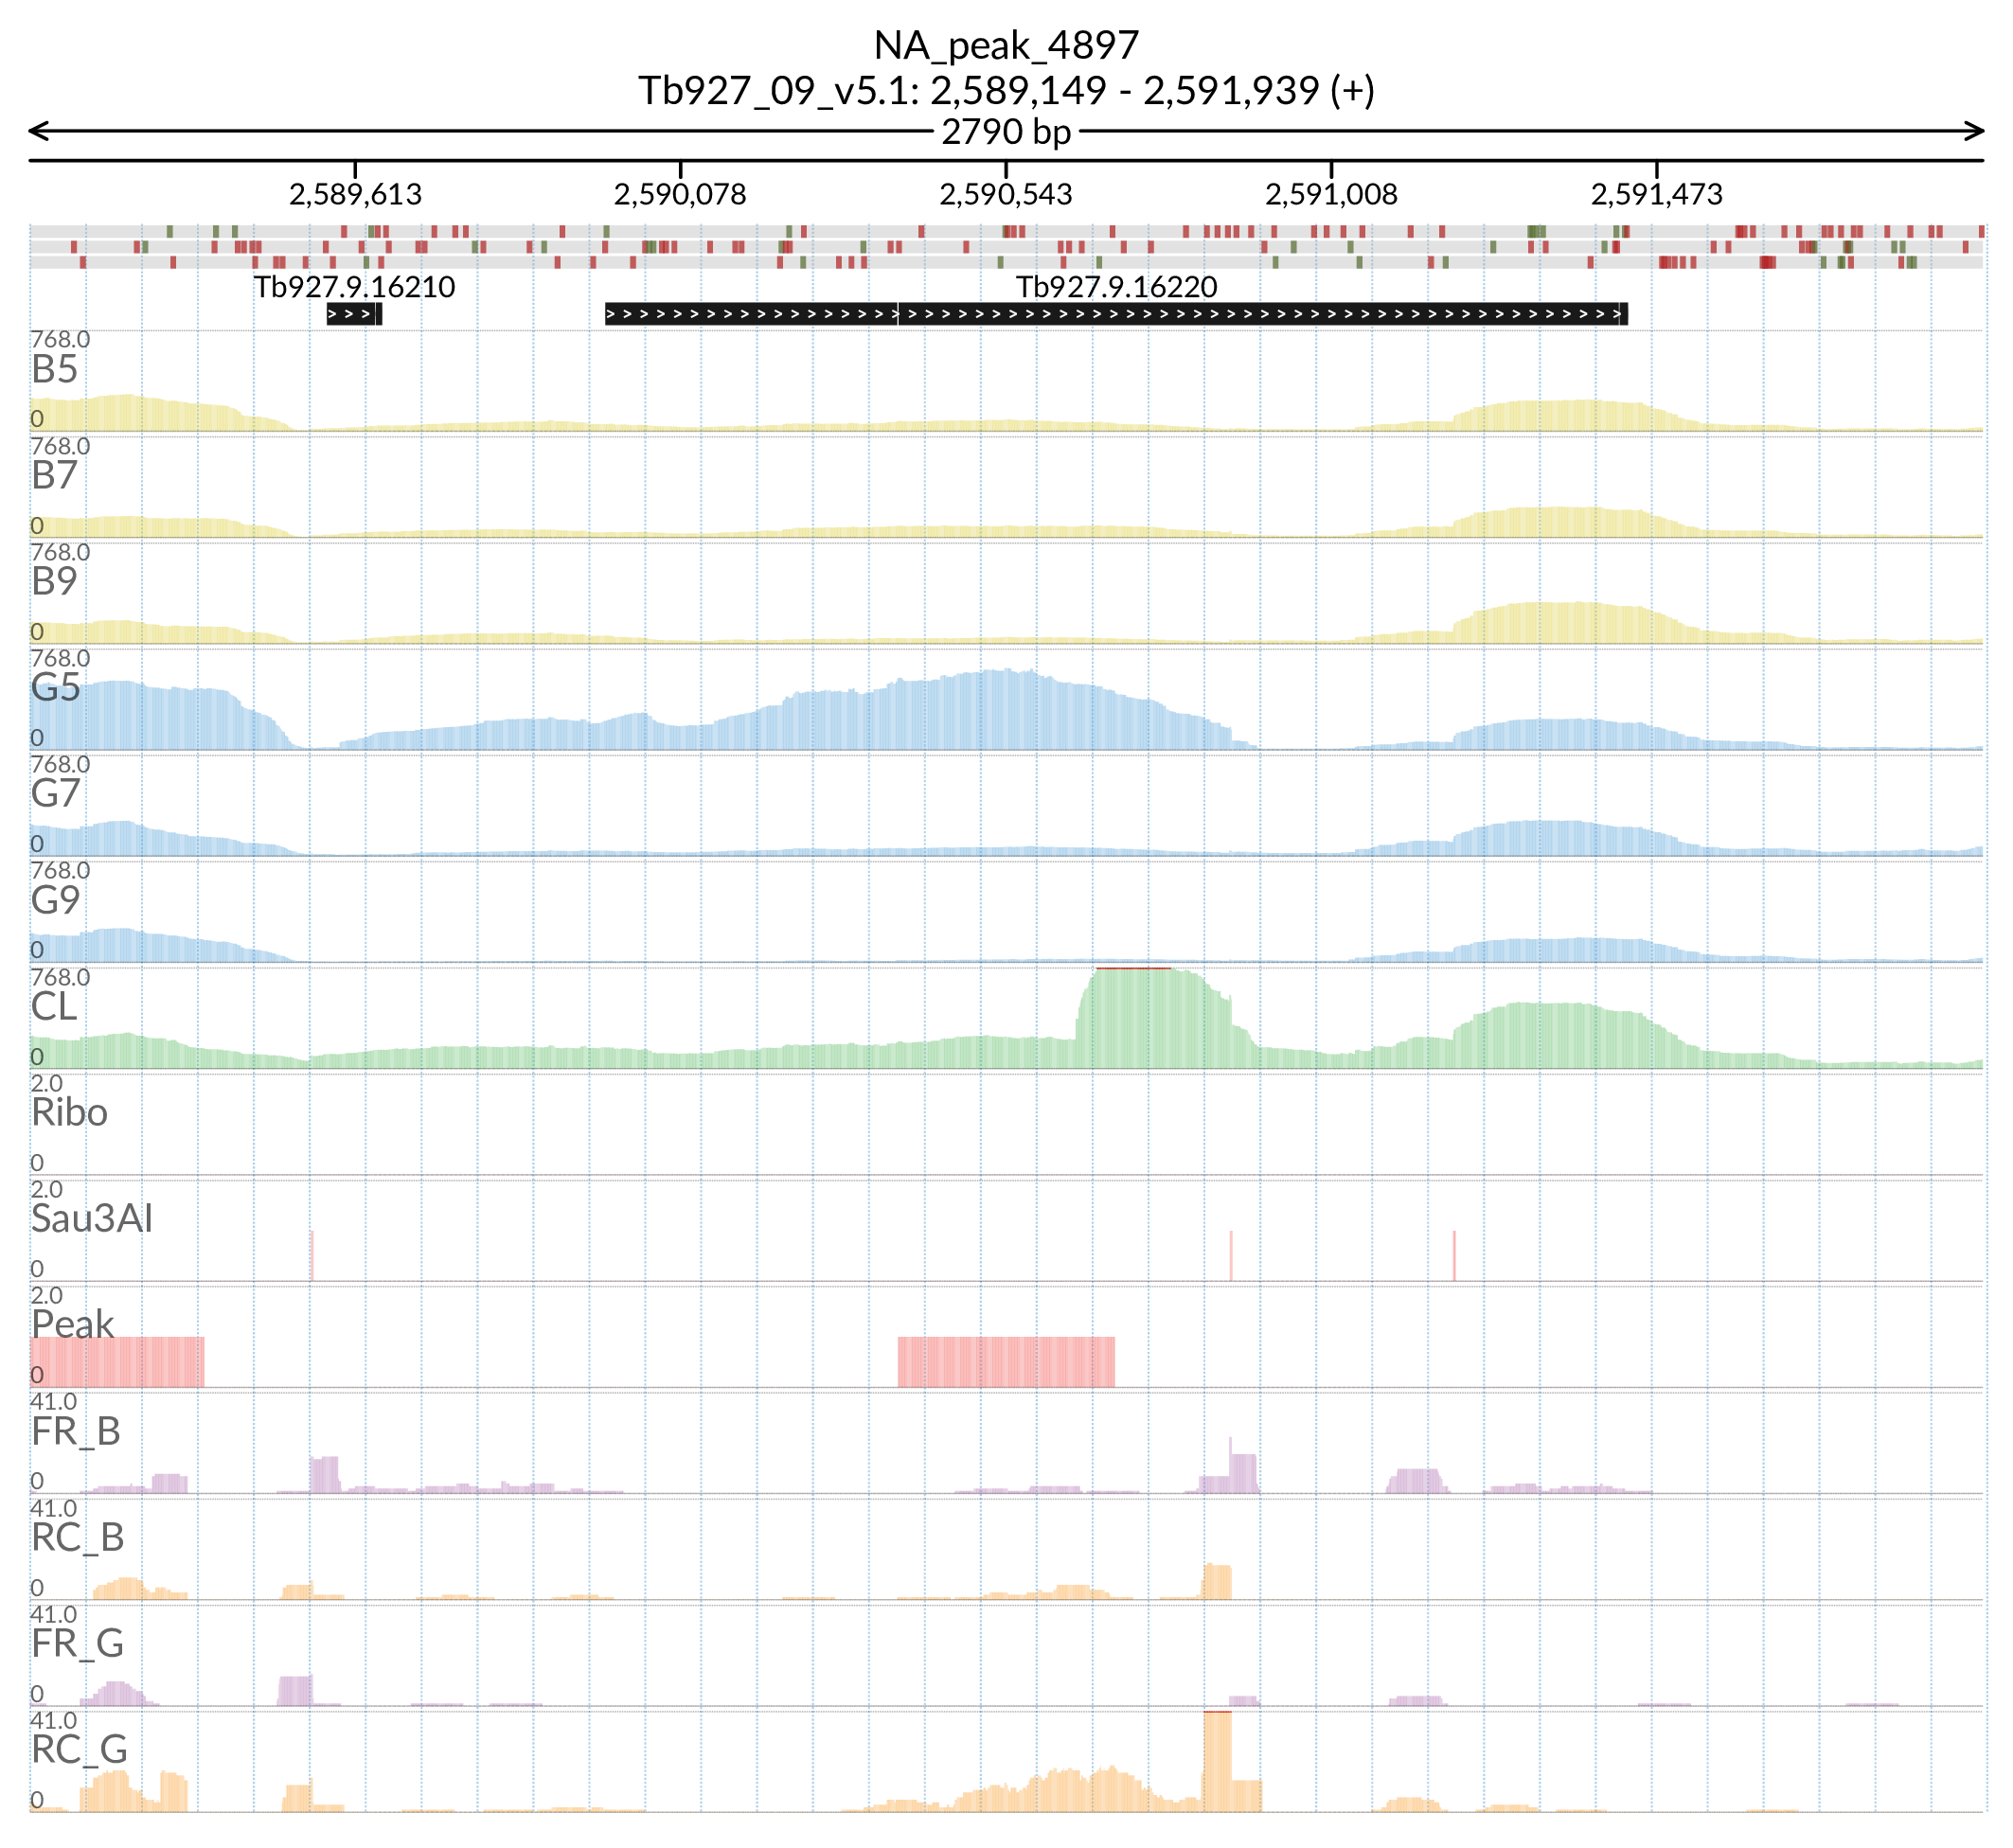 NA_peak_4897
Tb927_09_v5.1: 2,589,149 - 2,591,939 (+)
2790 bp
2,589,613 2,590,078 2,590,543 2,591,008 2,591,473
Tb927.9.16210 Tb927.9.16220
768.0
B5
0
768.0
B7
0
768.0
B9
0
768.0
G5
0
768.0
G7
0
768.0
G9
0
768.0
CL
0
2.0
Ribo
0
2.0
Sau3AI
0
2.0
Peak
0
41.0
FR_B
0
41.0
RC_B
0
41.0
FR_G
0
41.0
RC_G
0